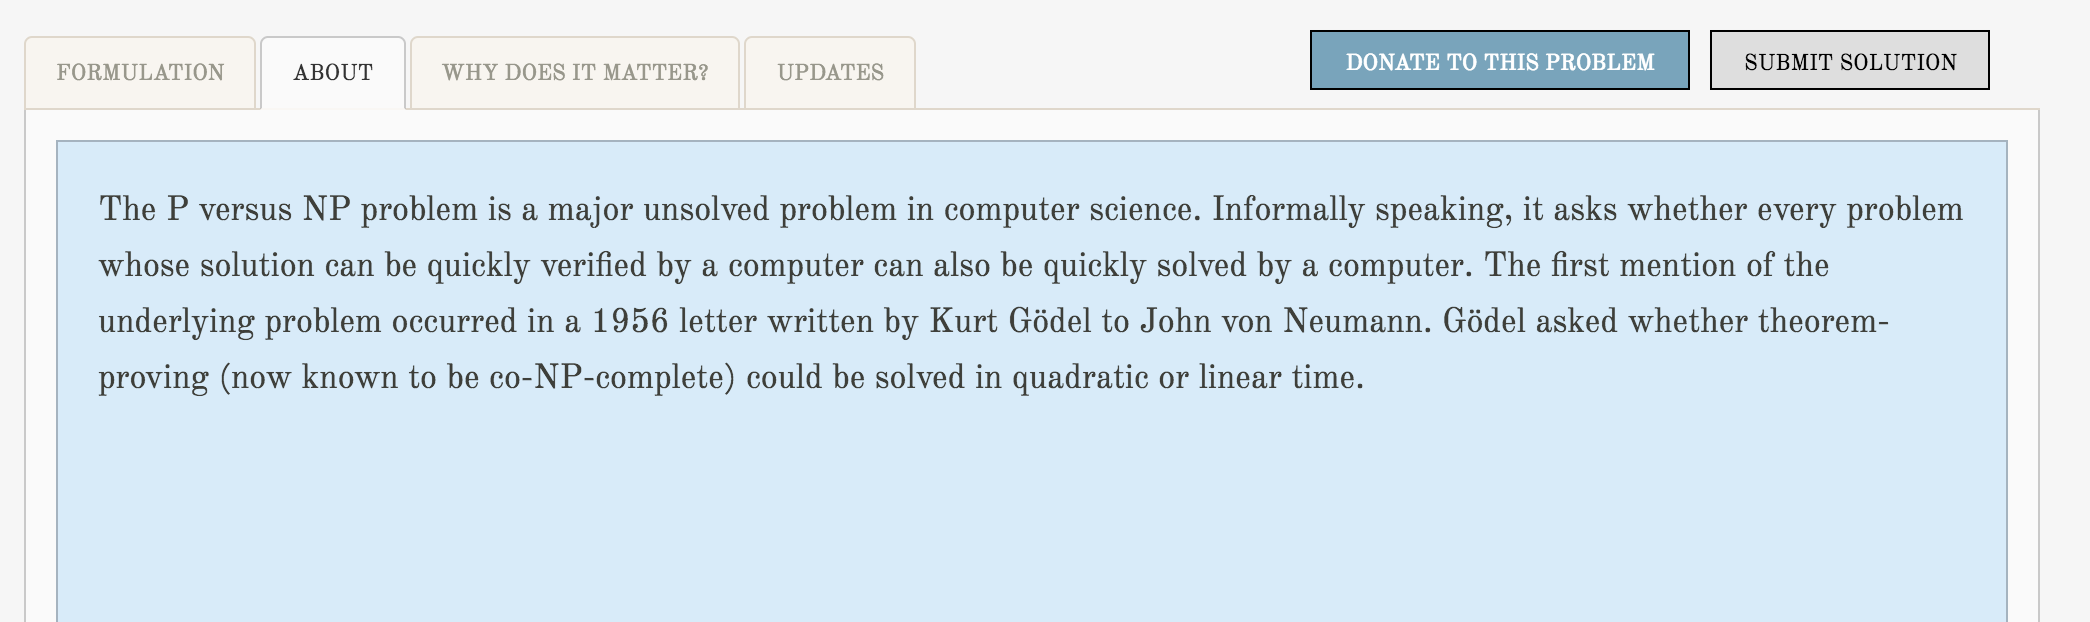 FORMULATION ABOUT WHY DOES IT MATTER? UPDATES DONATE TO THIS PROBLEM SUBMIT SOLUTION
The P versus NP problem is a major unsolved problem in computer science. Informally speaking, it asks whether every problem
whose solution can be quickly verified by a computer can also be quickly solved by a computer. The first mention of the
underlying problem occurred in a 1956 letter written by Kurt Gödel to John von Neumann. Gödel asked whether theorem-
proving (now known to be co-NP-complete) could be solved in quadratic or linear time.